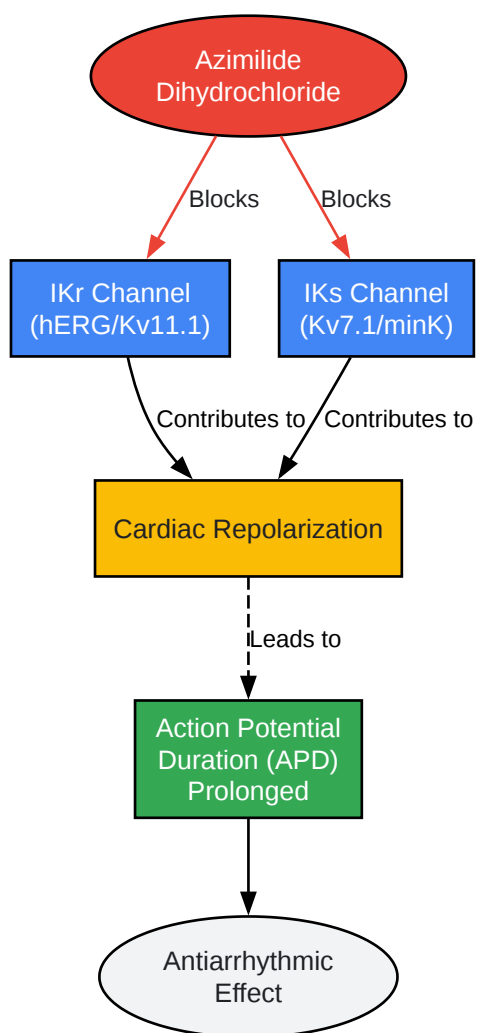 Azimilide
Dihydrochloride
Blocks
Blocks
IKr Channel
(hERG/Kv11.1)
IKs Channel
(Kv7.1/minK)
Contributes to
Contributes to
Cardiac Repolarization
Leads to
Action Potential
Duration (APD)
Prolonged
Antiarrhythmic
Effect